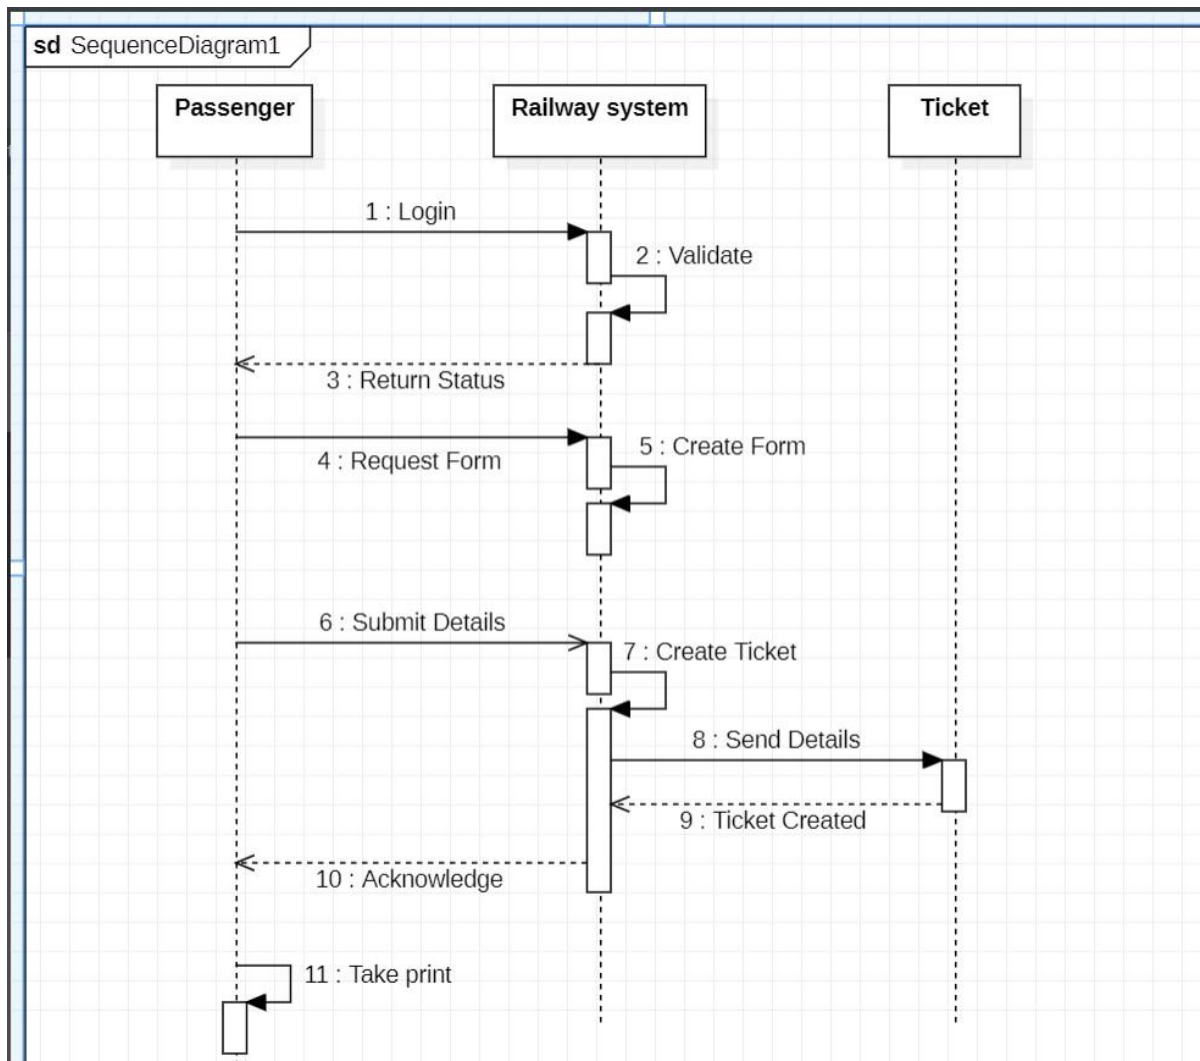 sd SequenceDiagram1
Passenger
Railway system
Ticket
1 : Login
2 : Validate
3 : Return Status
4 : Request Form
5 : Create Form
6 : Submit Details
7 : Create Ticket
8 : Send Details
9 : Ticket Created
10 : Acknowledge
11 : Take print